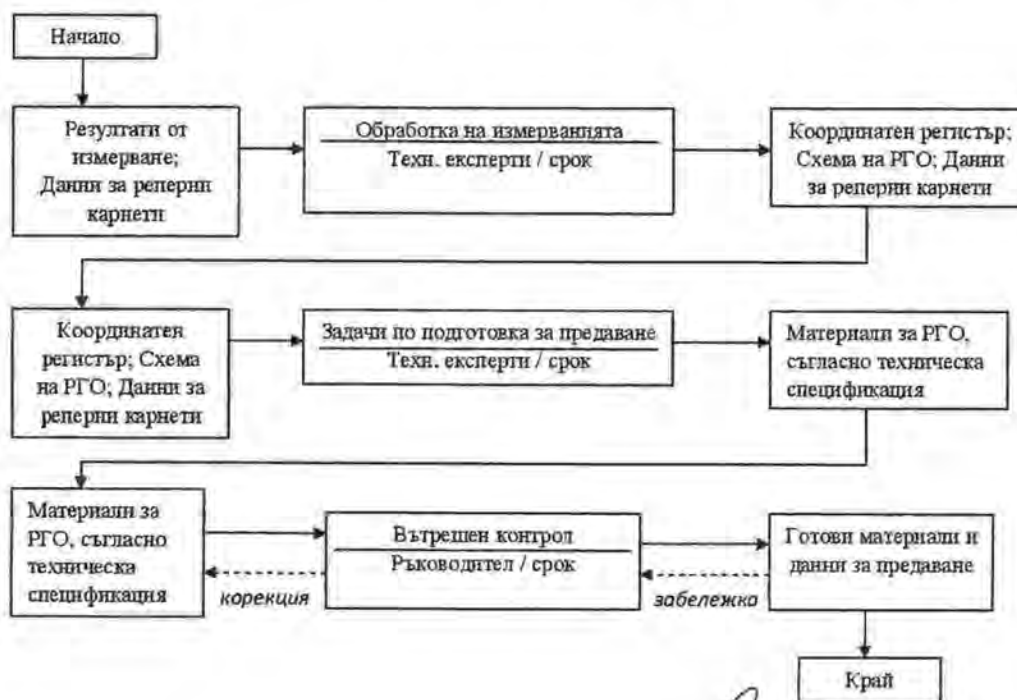 Начало
Резултати от
измерване;
Данни за реперни
карнети
Обработка на измерванията
Техн. експерти / срок
Координатен регистър;
Схема на РГО; Данни
за реперни карнети
Координатен
регистър; Схема
на РГО; Данни за
реперни карнети
Задачи по подготовка за предаване
Техн. експерти / срок
Материали за РГО,
съгласно техническа
спецификация
Материали за
РГО, съгласно
техническа
спецификация
корекция
Вътрешен контрол
Ръководител / срок
забележка
Готови материали и
данни за предаване
Край